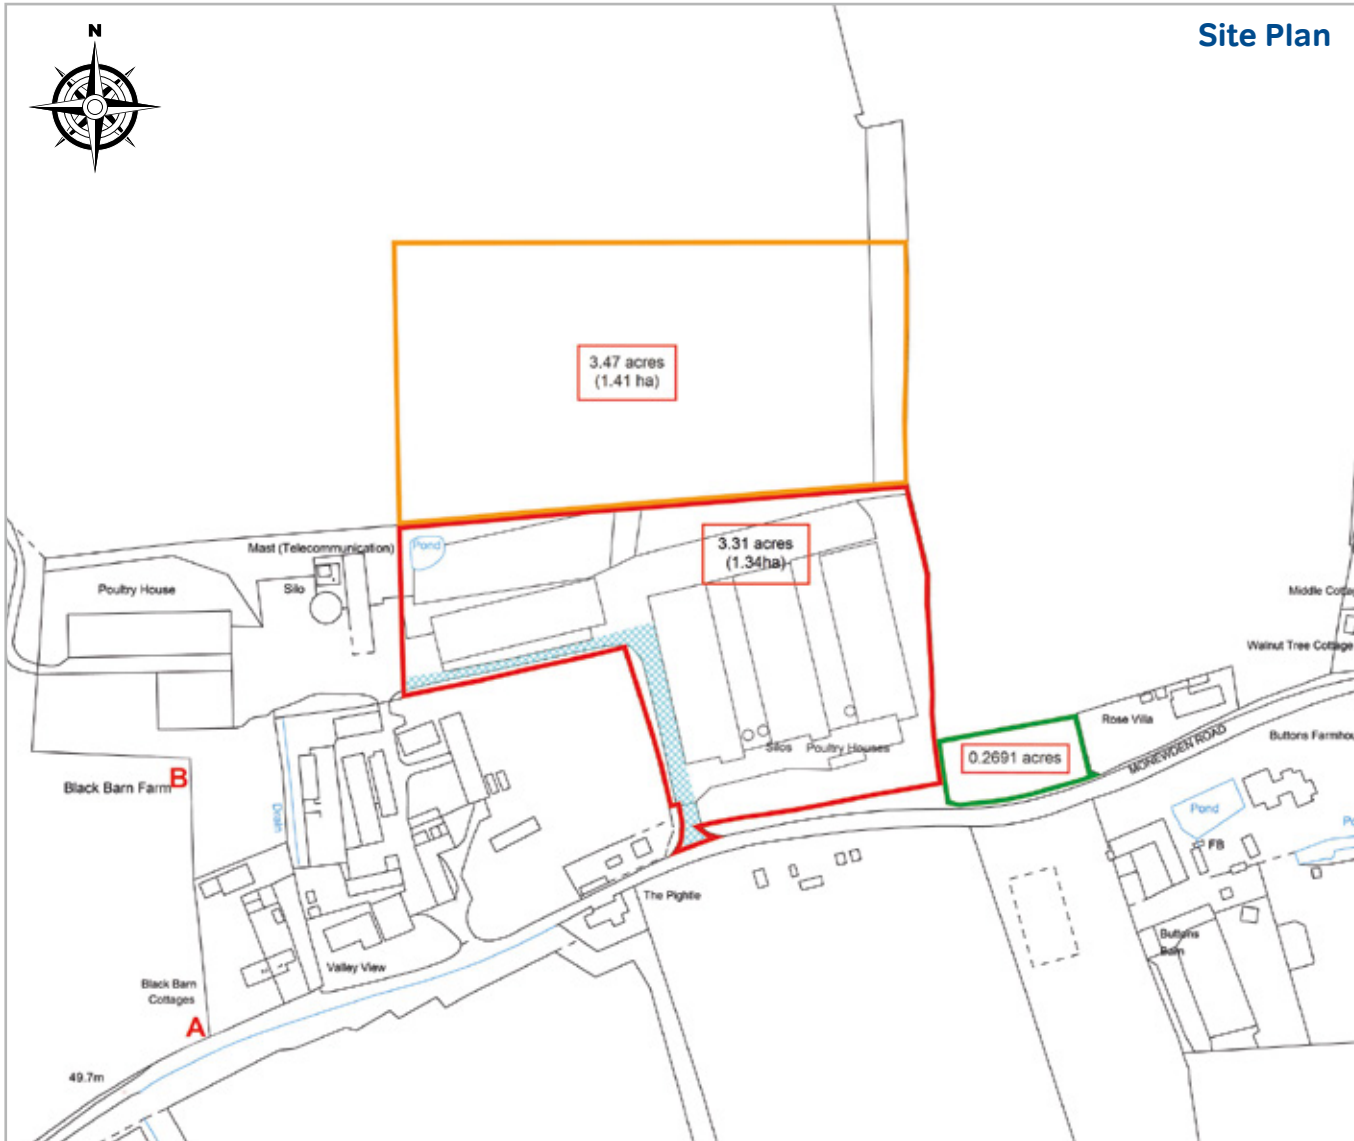 N
Site Plan
3.47 acres
(1.41 ha)
3.31 acres
(1.34ha)
Mast (Telecommunication)
Pond
Poultry House
Silo
Middle
Walnut Tree Cottage
Rose Villa
Silos
Poultry Houses
0.2691 acres
MONEWDEN ROAD
Buttons
B
Black Barn Farm
Drain
Pond
FB
The Pightle
Buttons
Barn
Valley View
Black Barn
Cottages
A
49.7m